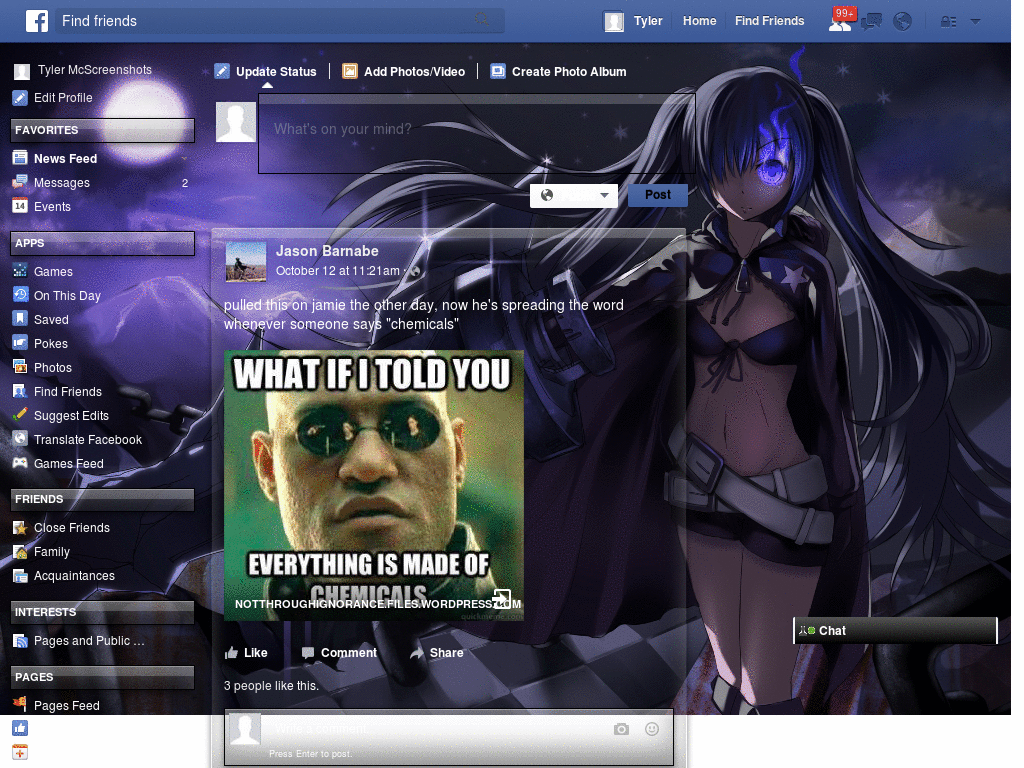 Find friends
Tyler
Home
Find Friends
99+
Tyler McScreenshots
Edit Profile
FAVORITES
News Feed
Messages
2
14
Events
APPS
Games
On This Day
Saved
Pokes
Photos
Find Friends
Suggest Edits
Translate Facebook
Games Feed
FRIENDS
Close Friends
Family
Acquaintances
INTERESTS
Pages and Public ...
PAGES
Pages Feed
Update Status
Add Photos/Video
Create Photo Album
What's on your mind?
Post
Jason Barnabe
October 12 at 11:21am ·
pulled this on jamie the other day, now he's spreading the word
whenever someone says "chemicals"
WHAT IF I TOLD YOU
EVERYTHING IS MADE OF
CHEMICALS
NOTTHROUGHIGNORANCE.FILES.WORDPRESS.COM
quickmeme.com
Like
Comment
Share
3 people like this.
Press Enter to post.
Chat